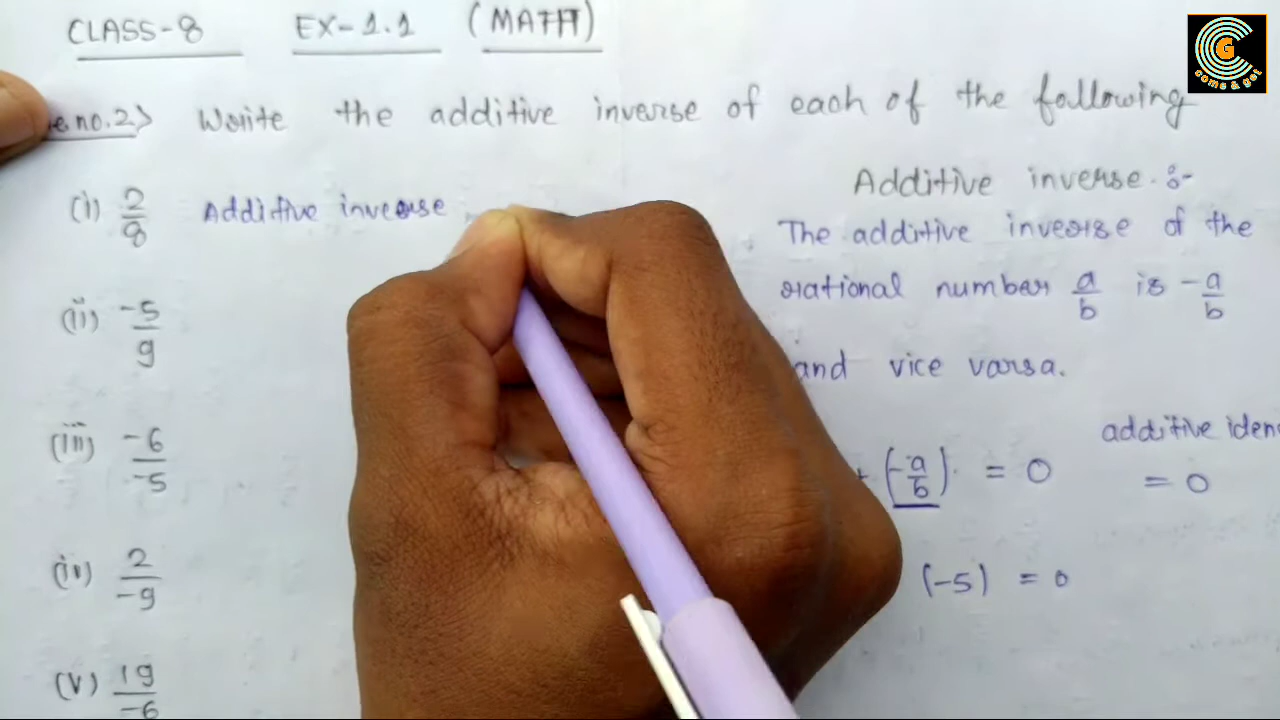 CLASS-8 EX-1.1 (MATH)
e no.2> Write the additive inverse of each of the following
(i) 2/8 Additive inverse
(ii) -5/9
(iii) -6/-5
(iv) 2/-9
(v) 19/-6
Additive inverse :-
The additive inverse of the
rational number a/b is -a/b
and vice varsa.
+ (-a/b) = 0
additive iden
= 0
(-5) = 0
G
come & get